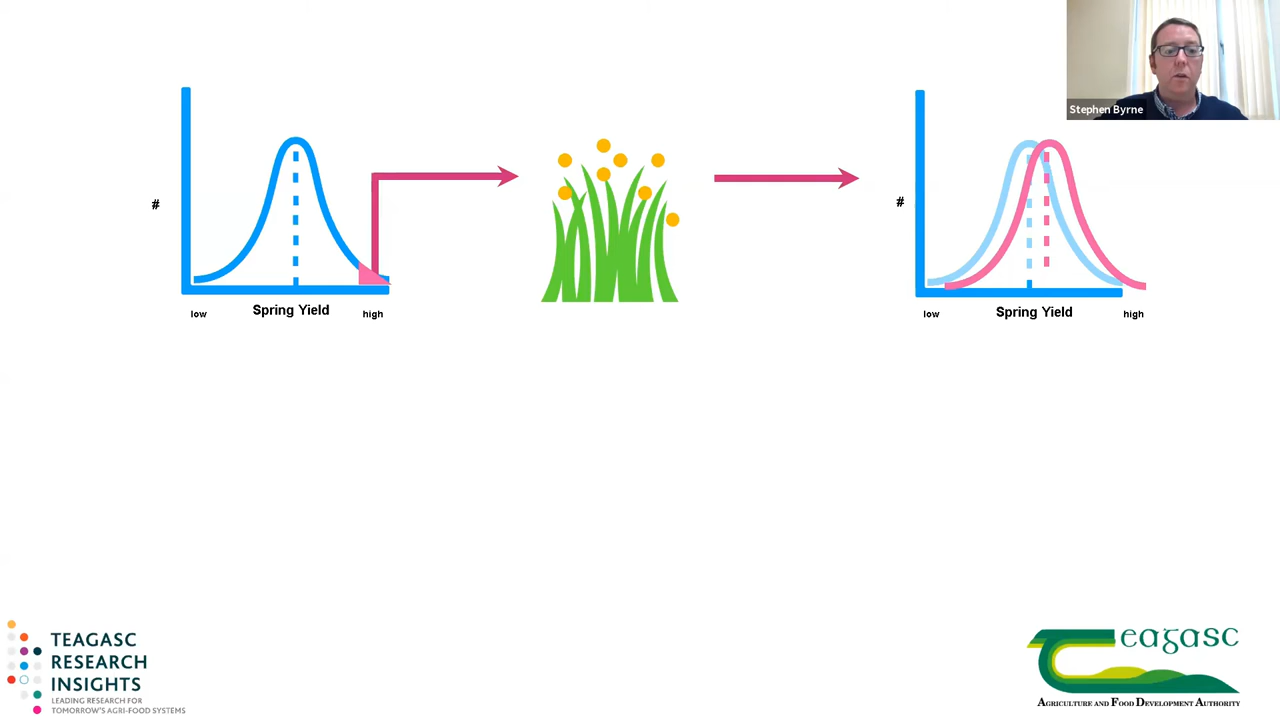 Stephen Byrne
#
Spring Yield
low
high
#
Spring Yield
low
high
TEAGASC
RESEARCH
INSIGHTS
LEADING RESEARCH FOR
TOMORROW'S AGRI-FOOD SYSTEMS
eagasc
AGRICULTURE AND FOOD DEVELOPMENT AUTHORITY